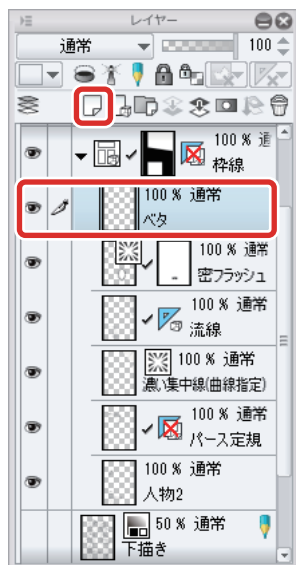 レイヤー
通常 100
100 % 通
枠線
100 % 通常
ベタ
100 % 通常
密フラッシュ
100 % 通常
流線
100 % 通常
濃い集中線(曲線指定)
100 % 通常
パース定規
100 % 通常
人物2
50 % 通常
下描き